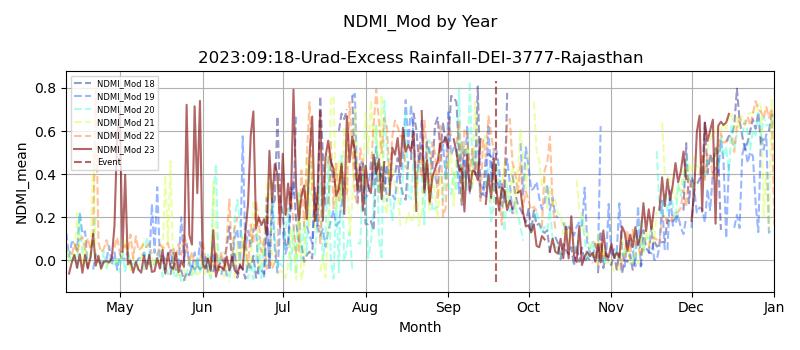 NDMI_Mod by Year
2023:09:18-Urad-Excess Rainfall-DEI-3777-Rajasthan
NDMI_mean
0.8
0.6
0.4
0.2
0.0
NDMI_Mod 18
NDMI_Mod 19
NDMI_Mod 20
NDMI_Mod 21
NDMI_Mod 22
NDMI_Mod 23
Event
May Jun Jul Aug Sep Oct Nov Dec Jan
Month